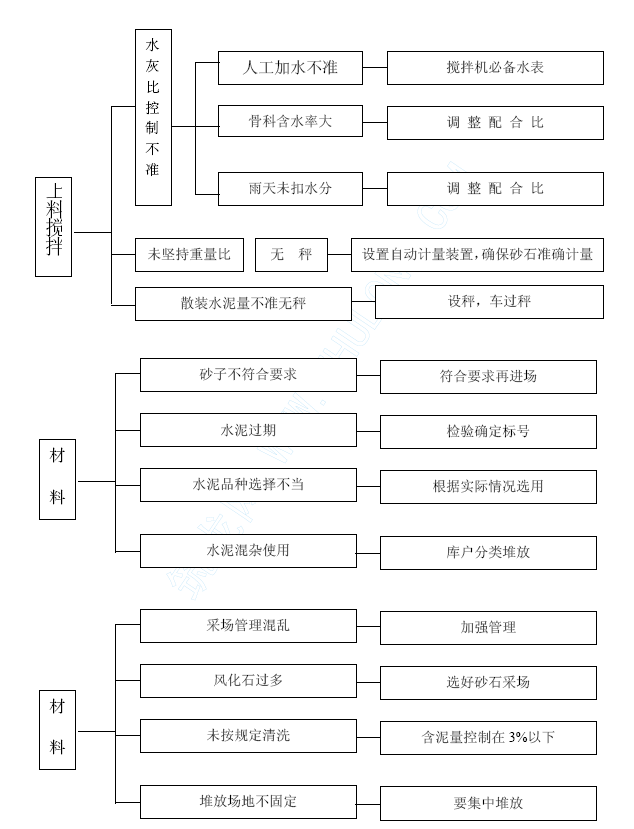 上料搅拌
水灰比控制不准
人工加水不准
搅拌机必备水表
骨科含水率大
调 整 配 合 比
雨天未扣水分
调 整 配 合 比
未坚持重量比
无 秤
设置自动计量装置，确保砂石准确计量
散装水泥量不准无秤
设秤，车过秤
材料
砂子不符合要求
符合要求再进场
水泥过期
检验确定标号
水泥品种选择不当
根据实际情况选用
水泥混杂使用
库户分类堆放
材料
采场管理混乱
加强管理
风化石过多
选好砂石采场
未按规定清洗
含泥量控制在 3%以下
堆放场地不固定
要集中堆放